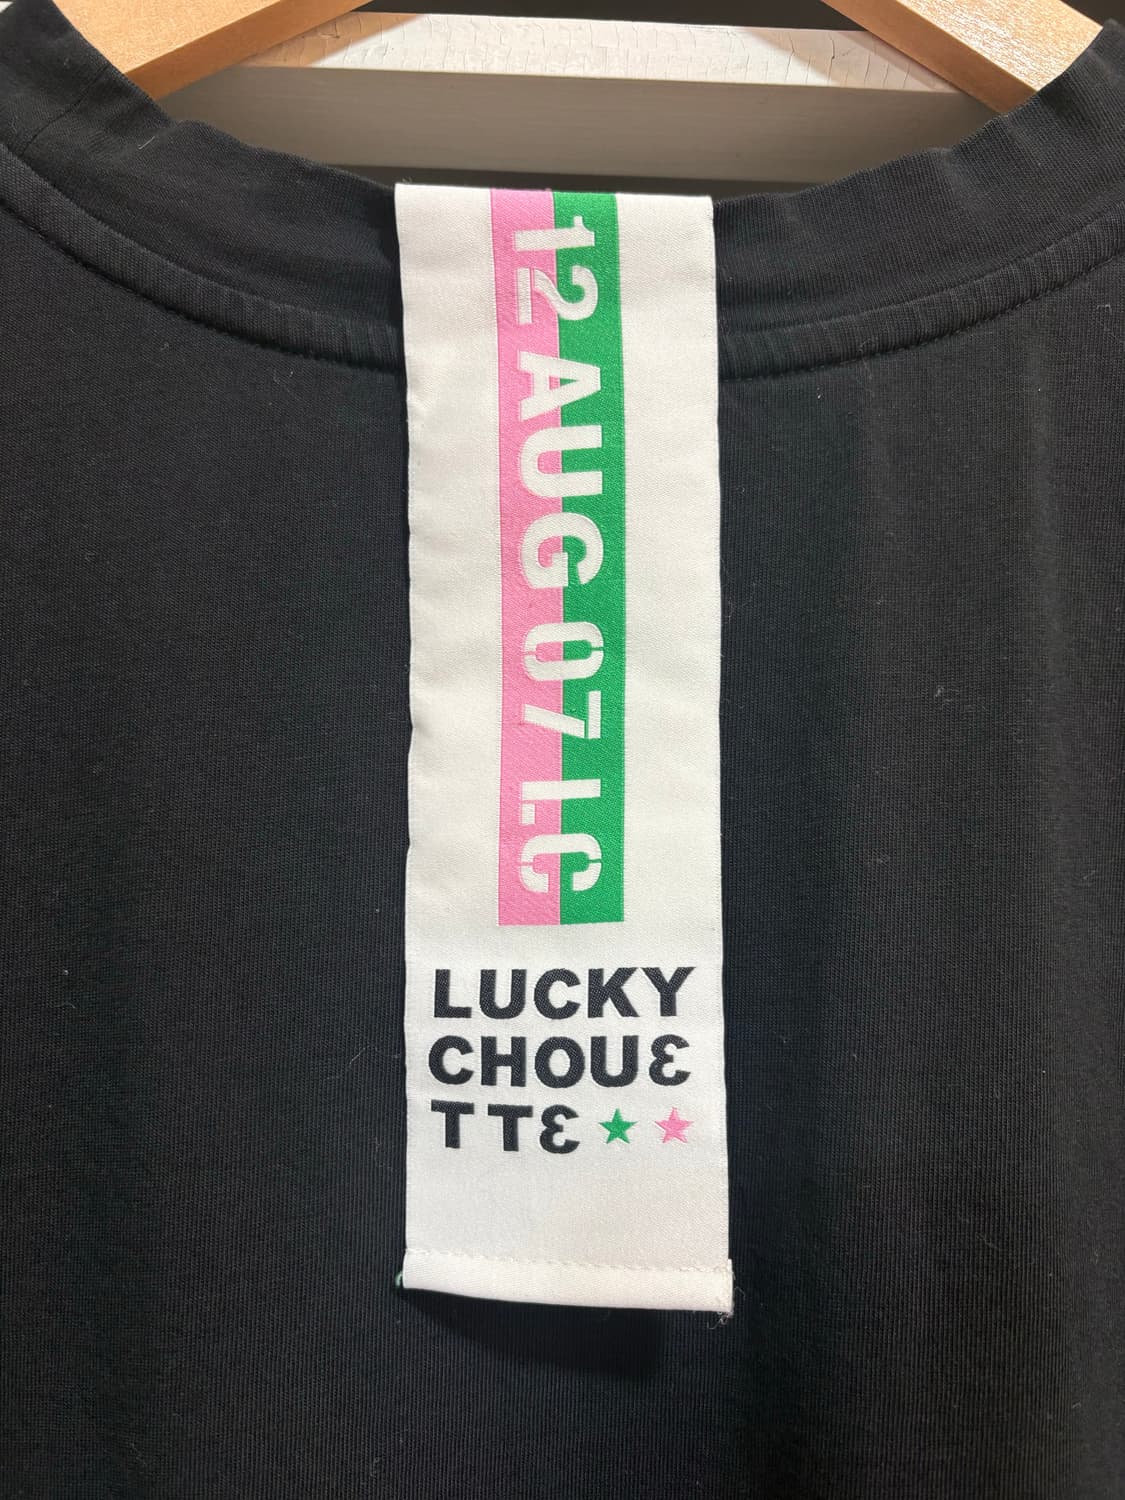 12 AUG 07 LC
LUCKY
CHOUƐ
TTƐ ★ ★